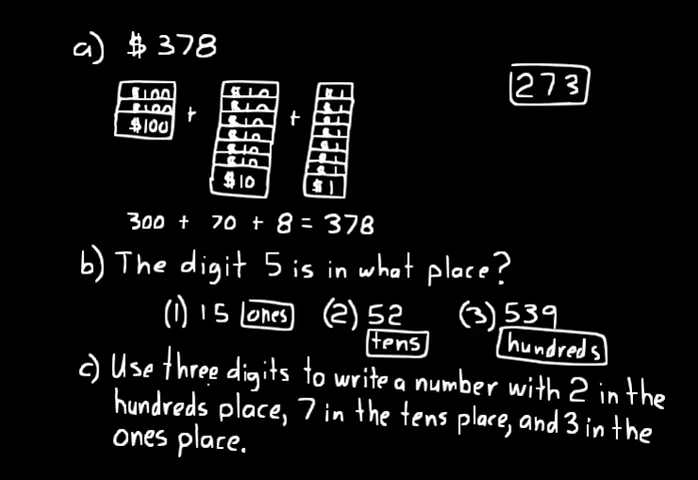 a) $378
273
$100 + $10 + $1
$100 $10 $1
$100 $10 $1
$10 $1
$10 $1
$10 $1
$10 $1
$1
300 + 70 + 8 = 378
b) The digit 5 is in what place?
(1) 15 ones (2) 52 tens (3) 539 hundreds
c) Use three digits to write a number with 2 in the
hundreds place, 7 in the tens place, and 3 in the
ones place.